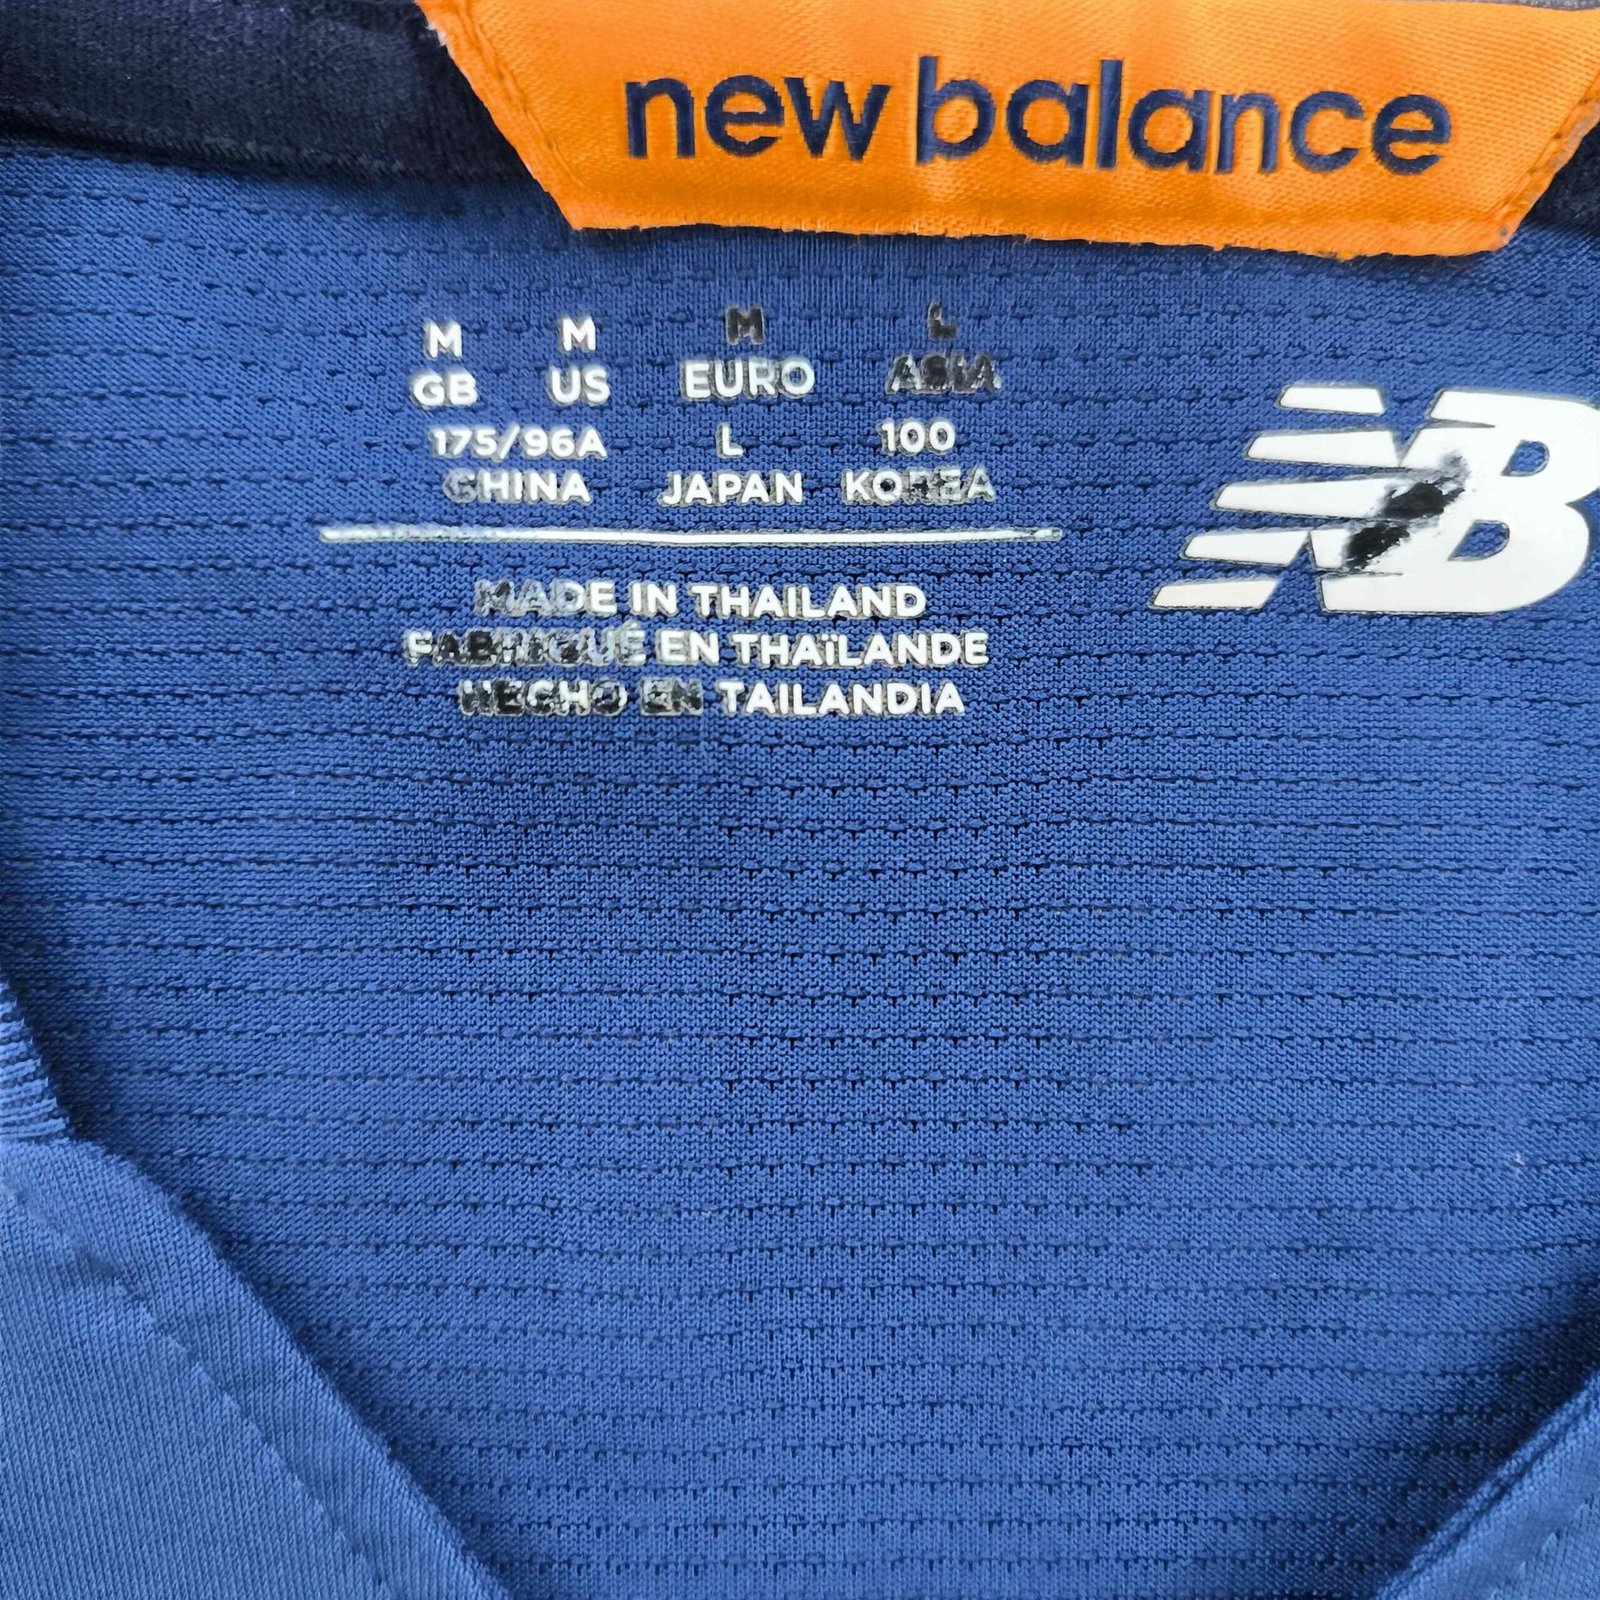 new balance
M M M L
GB US EURO ASIA
175/96A L 100
CHINA JAPAN KOREA
NB
MADE IN THAILAND
FABRIQUÉ EN THAÏLANDE
HECHO EN TAILANDIA